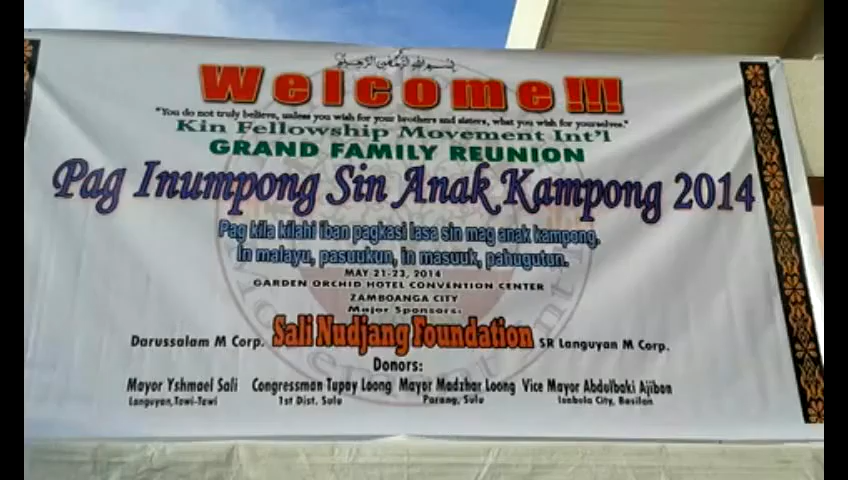 بسم الله الرحمن الرحيم
Welcome!!!
"You do not truly believe, unless you wish for your brothers and sisters, what you wish for yourselves."
Kin Fellowship Movement Int'l
GRAND FAMILY REUNION
Pag Inumpong Sin Anak Kampong 2014
Pag kila kilahi iban pagkasi lasa sin mag anak kampong.
In malayu, pasuukun, in masuuk, pahugutun.
MAY 21-23, 2014
GARDEN ORCHID HOTEL CONVENTION CENTER
ZAMBOANGA CITY
Major Sponsors:
Darussalam M Corp. Sali Nudjang Foundation SR Languyan M Corp.
Donors:
Mayor Yshmael Sali Congressman Tupay Loong Mayor Madzhar Loong Vice Mayor Abdulbaki Ajibon
Languyan, Tawi-Tawi 1st Dist. Sulu Parang, Sulu Isabela City, Basilan